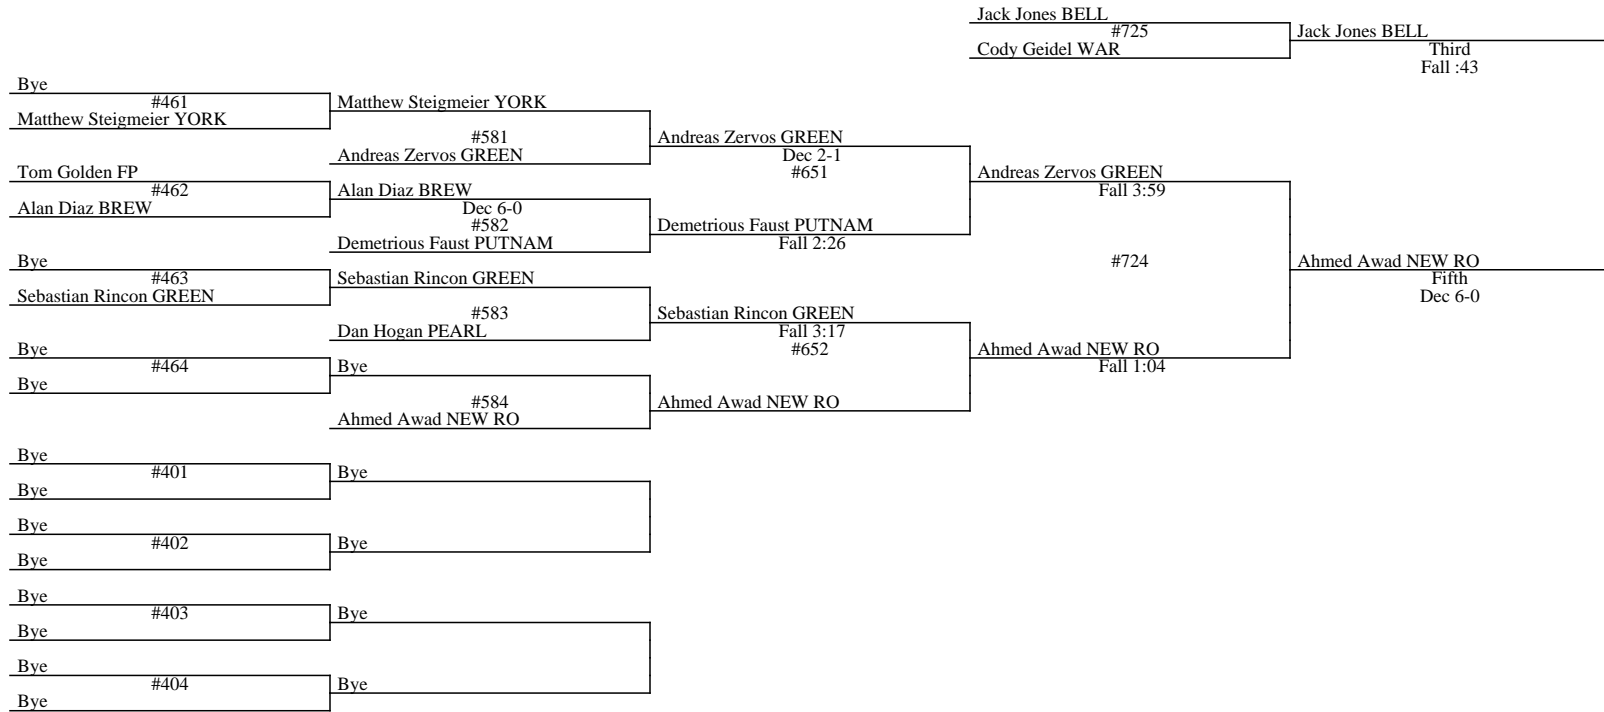 Jack Jones BELL
#725
Cody Geidel WAR
Jack Jones BELL
Third
Fall :43
Bye
#461
Matthew Steigmeier YORK
Matthew Steigmeier YORK
#581
Andreas Zervos GREEN
Andreas Zervos GREEN
Dec 2-1
#651
Tom Golden FP
#462
Alan Diaz BREW
Alan Diaz BREW
Dec 6-0
#582
Demetrious Faust PUTNAM
Demetrious Faust PUTNAM
Fall 2:26
Andreas Zervos GREEN
Fall 3:59
Bye
#463
Sebastian Rincon GREEN
Sebastian Rincon GREEN
#583
Dan Hogan PEARL
Sebastian Rincon GREEN
Fall 3:17
#652
#724
Ahmed Awad NEW RO
Fifth
Dec 6-0
Bye
#464
Bye
Bye
#584
Ahmed Awad NEW RO
Ahmed Awad NEW RO
Ahmed Awad NEW RO
Fall 1:04
Bye
#401
Bye
Bye
Bye
#402
Bye
Bye
Bye
#403
Bye
Bye
Bye
#404
Bye
Bye